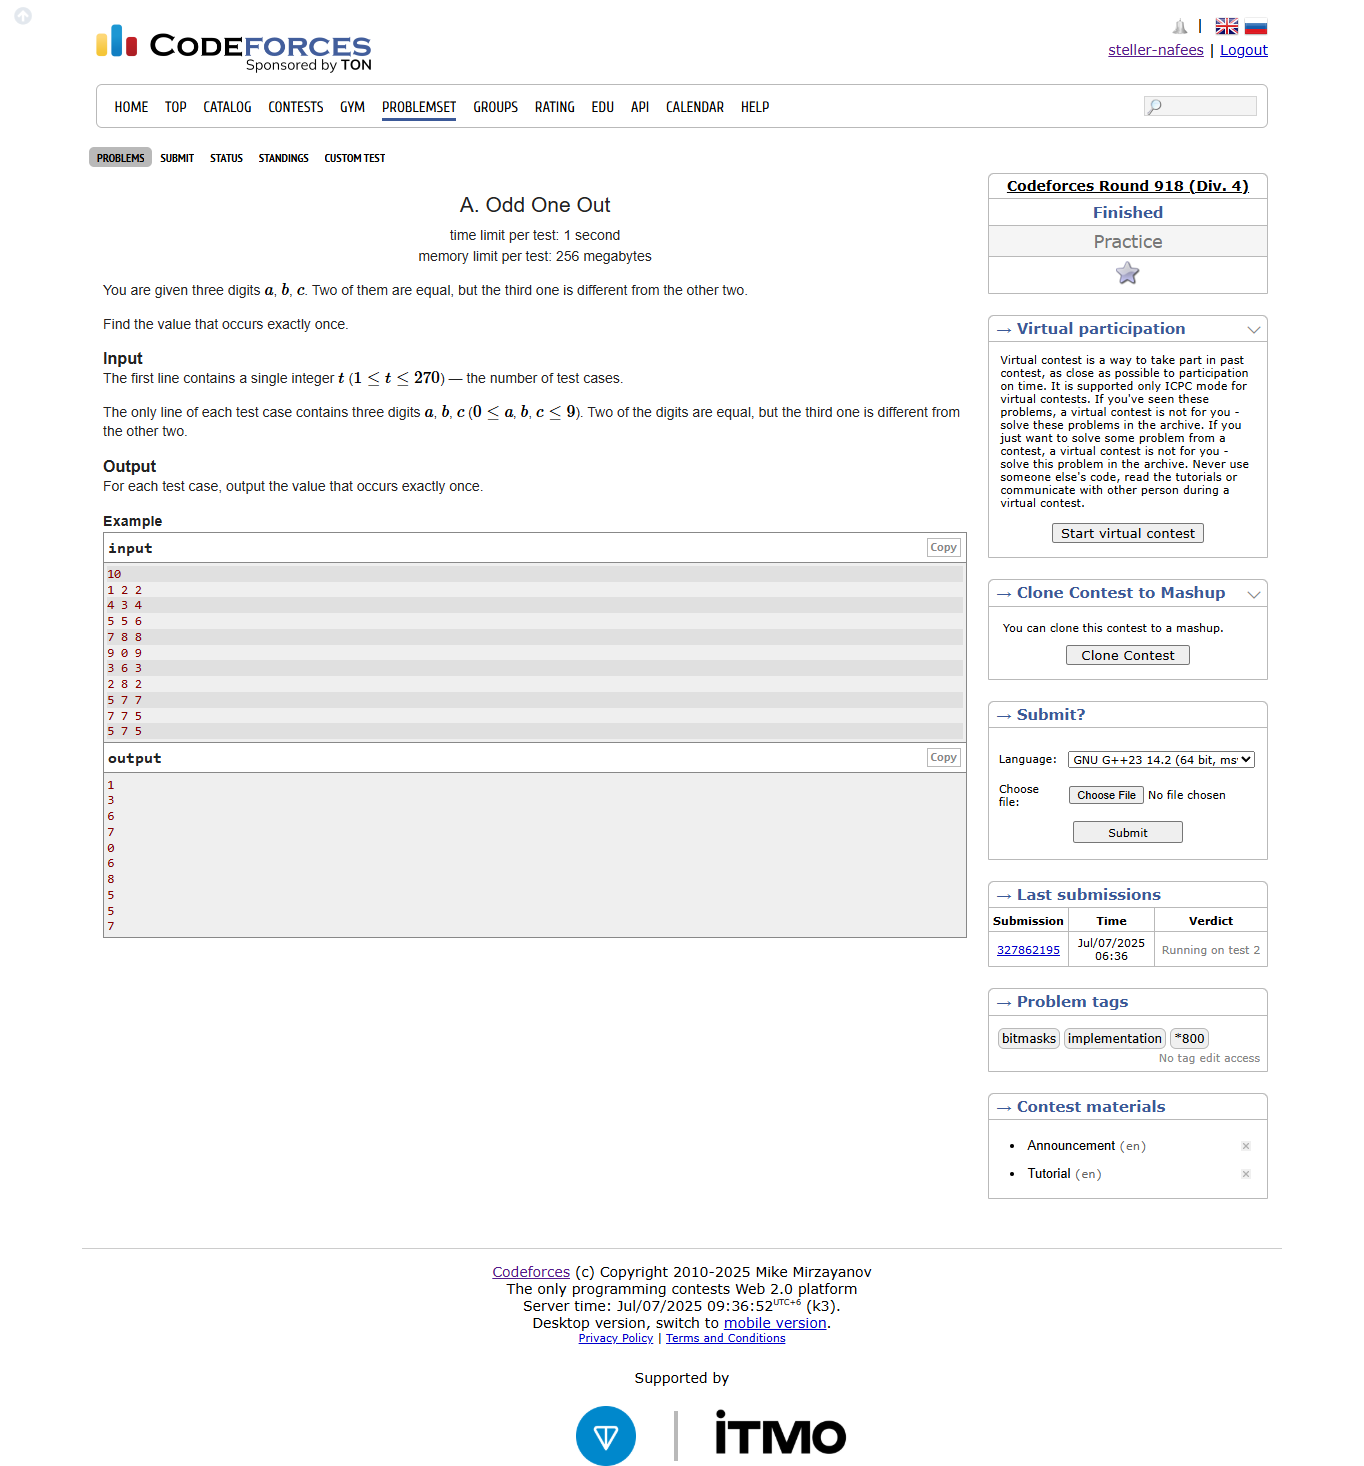 CODEFORCES
Sponsored by TON
steller-nafees | Logout
HOME TOP CATALOG CONTESTS GYM PROBLEMSET GROUPS RATING EDU API CALENDAR HELP
PROBLEMS SUBMIT STATUS STANDINGS CUSTOM TEST
A. Odd One Out
time limit per test: 1 second
memory limit per test: 256 megabytes
You are given three digits a, b, c. Two of them are equal, but the third one is different from the other two.
Find the value that occurs exactly once.
Input
The first line contains a single integer t (1 ≤ t ≤ 270) — the number of test cases.
The only line of each test case contains three digits a, b, c (0 ≤ a, b, c ≤ 9). Two of the digits are equal, but the third one is different from
the other two.
Output
For each test case, output the value that occurs exactly once.
Example
input
Copy
10
1 2 2
4 3 4
5 5 6
7 8 8
9 0 9
3 6 3
2 8 2
5 7 7
7 7 5
5 7 5
output
Copy
1
3
6
7
0
6
8
5
5
7
Codeforces Round 918 (Div. 4)
Finished
Practice
→ Virtual participation
Virtual contest is a way to take part in past
contest, as close as possible to participation
on time. It is supported only ICPC mode for
virtual contests. If you've seen these
problems, a virtual contest is not for you -
solve these problems in the archive. If you
just want to solve some problem from a
contest, a virtual contest is not for you -
solve this problem in the archive. Never use
someone else's code, read the tutorials or
communicate with other person during a
virtual contest.
Start virtual contest
→ Clone Contest to Mashup
You can clone this contest to a mashup.
Clone Contest
→ Submit?
Language: GNU G++23 14.2 (64 bit, ms
Choose
file:
Choose File No file chosen
Submit
→ Last submissions
Submission Time Verdict
327862195 Jul/07/2025 06:36 Running on test 2
→ Problem tags
bitmasks implementation *800
No tag edit access
→ Contest materials
Announcement (en)
Tutorial (en)
Codeforces (c) Copyright 2010-2025 Mike Mirzayanov
The only programming contests Web 2.0 platform
Server time: Jul/07/2025 09:36:52 UTC+6 (k3).
Desktop version, switch to mobile version.
Privacy Policy | Terms and Conditions
Supported by
iTMO